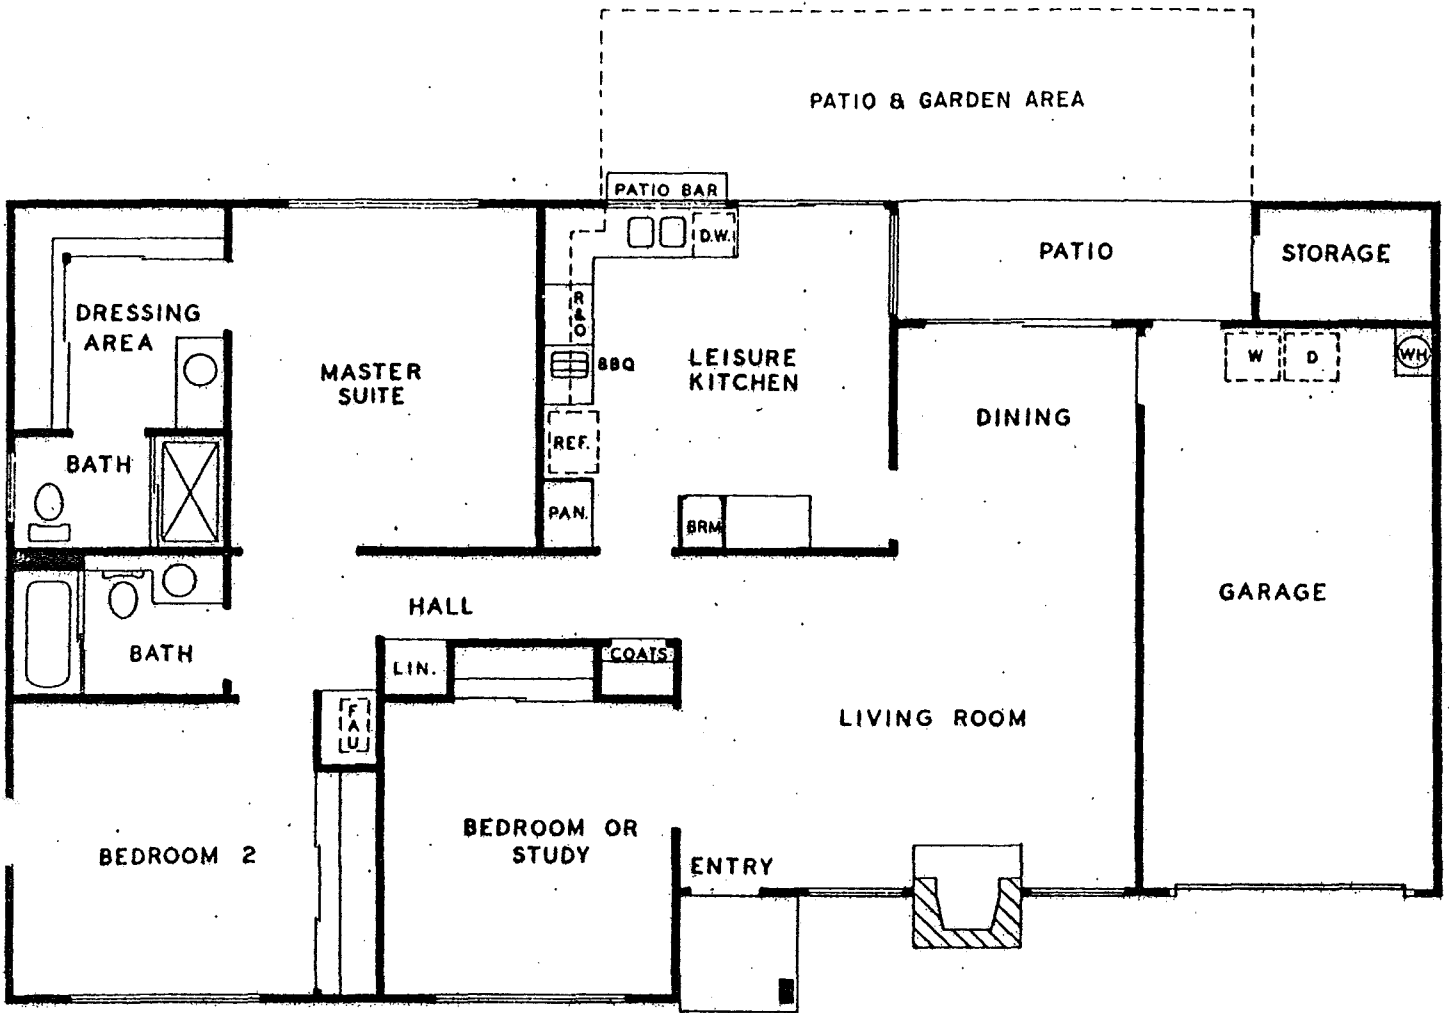 PATIO & GARDEN AREA
PATIO BAR
D.W.
PATIO
STORAGE
DRESSING
AREA
R&O
BBQ
MASTER
SUITE
LEISURE
KITCHEN
W
D
WH
DINING
REF.
BATH
PAN.
BRM
HALL
GARAGE
BATH
LIN.
COATS
FAU
LIVING ROOM
BEDROOM 2
BEDROOM OR
STUDY
ENTRY